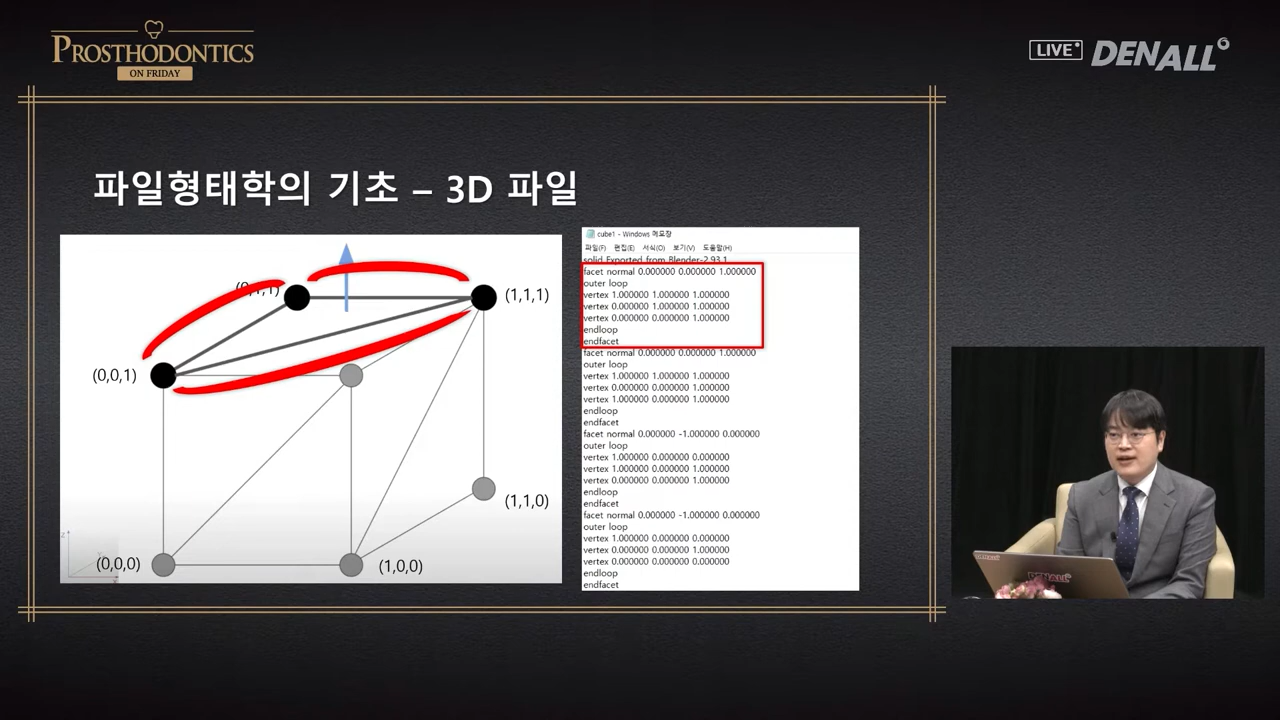 PROSTHODONTICS
ON FRIDAY
LIVE
DENALL
파일형태학의 기초 – 3D 파일
(0,1,1)
(1,1,1)
(0,0,1)
(1,1,0)
(0,0,0)
(1,0,0)
cube1 - Windows 메모장
파일(F) 편집(E) 서식(O) 보기(V) 도움말(H)
solid Exported from Blender-2.93.1
facet normal 0.000000 0.000000 1.000000
outer loop
vertex 1.000000 1.000000 1.000000
vertex 0.000000 1.000000 1.000000
vertex 0.000000 0.000000 1.000000
endloop
endfacet
facet normal 0.000000 0.000000 1.000000
outer loop
vertex 1.000000 1.000000 1.000000
vertex 0.000000 0.000000 1.000000
vertex 1.000000 0.000000 1.000000
endloop
endfacet
facet normal 0.000000 -1.000000 0.000000
outer loop
vertex 1.000000 0.000000 0.000000
vertex 1.000000 0.000000 1.000000
vertex 0.000000 0.000000 1.000000
endloop
endfacet
facet normal 0.000000 -1.000000 0.000000
outer loop
vertex 1.000000 0.000000 0.000000
vertex 0.000000 0.000000 1.000000
vertex 0.000000 0.000000 0.000000
endloop
endfacet
DENALL